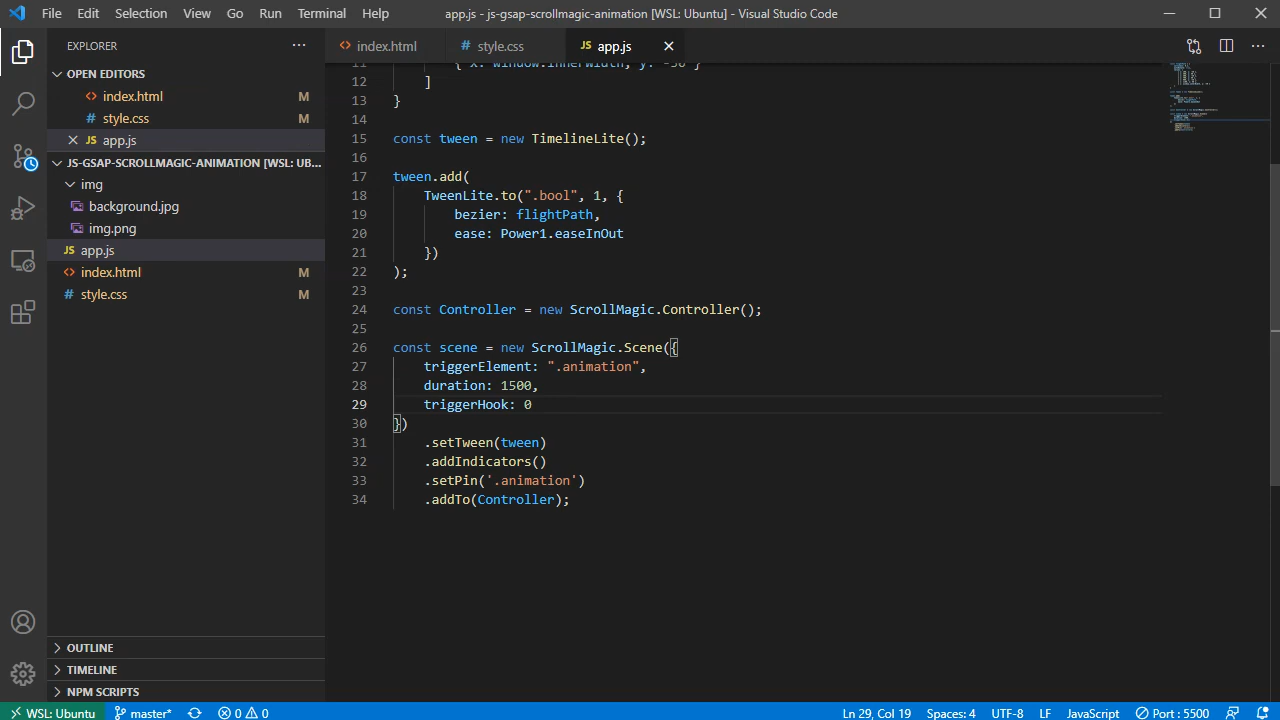 File Edit Selection View Go Run Terminal Help app.js - js-gsap-scrollmagic-animation [WSL: Ubuntu] - Visual Studio Code
EXPLORER
index.html
style.css
JS app.js
OPEN EDITORS
index.html M
style.css M
JS app.js
JS-GSAP-SCROLLMAGIC-ANIMATION [WSL: UB...
img
background.jpg
img.png
JS app.js
index.html M
style.css M
OUTLINE
TIMELINE
NPM SCRIPTS
11 { x: window.innerWidth, y: -50 }
12 ]
13 }
14
15 const tween = new TimelineLite();
16
17 tween.add(
18 TweenLite.to(".bool", 1, {
19 bezier: flightPath,
20 ease: Power1.easeInOut
21 })
22 );
23
24 const Controller = new ScrollMagic.Controller();
25
26 const scene = new ScrollMagic.Scene({
27 triggerElement: ".animation",
28 duration: 1500,
29 triggerHook: 0
30 })
31 .setTween(tween)
32 .addIndicators()
33 .setPin('.animation')
34 .addTo(Controller);
WSL: Ubuntu master* 0 0 Ln 29, Col 19 Spaces: 4 UTF-8 LF JavaScript Port : 5500